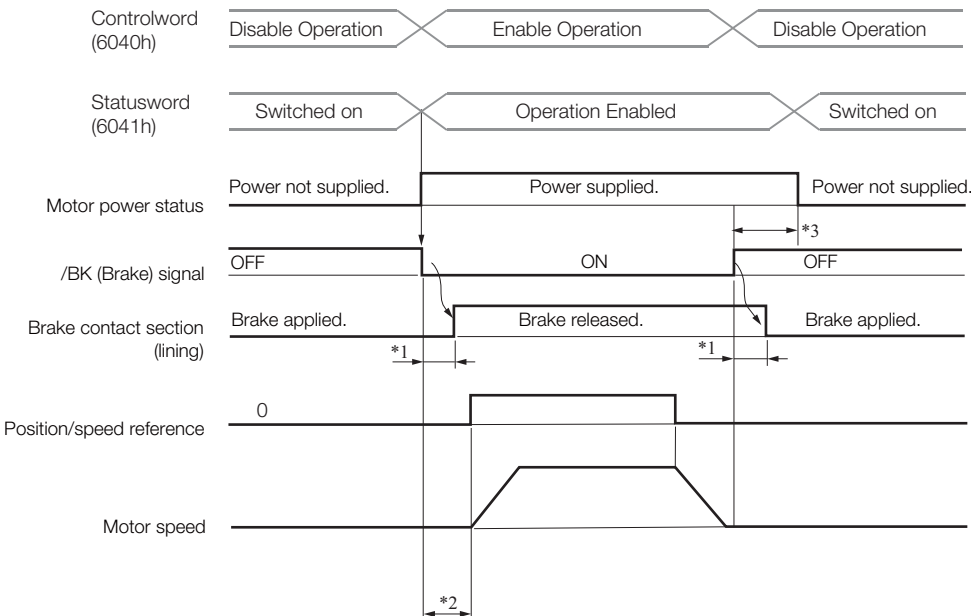 Controlword
(6040h)
Disable Operation
Enable Operation
Disable Operation
Statusword
(6041h)
Switched on
Operation Enabled
Switched on
Motor power status
Power not supplied.
Power supplied.
Power not supplied.
*3
/BK (Brake) signal
OFF
ON
OFF
Brake contact section
(lining)
Brake applied.
Brake released.
Brake applied.
*1
*1
Position/speed reference
0
Motor speed
*2